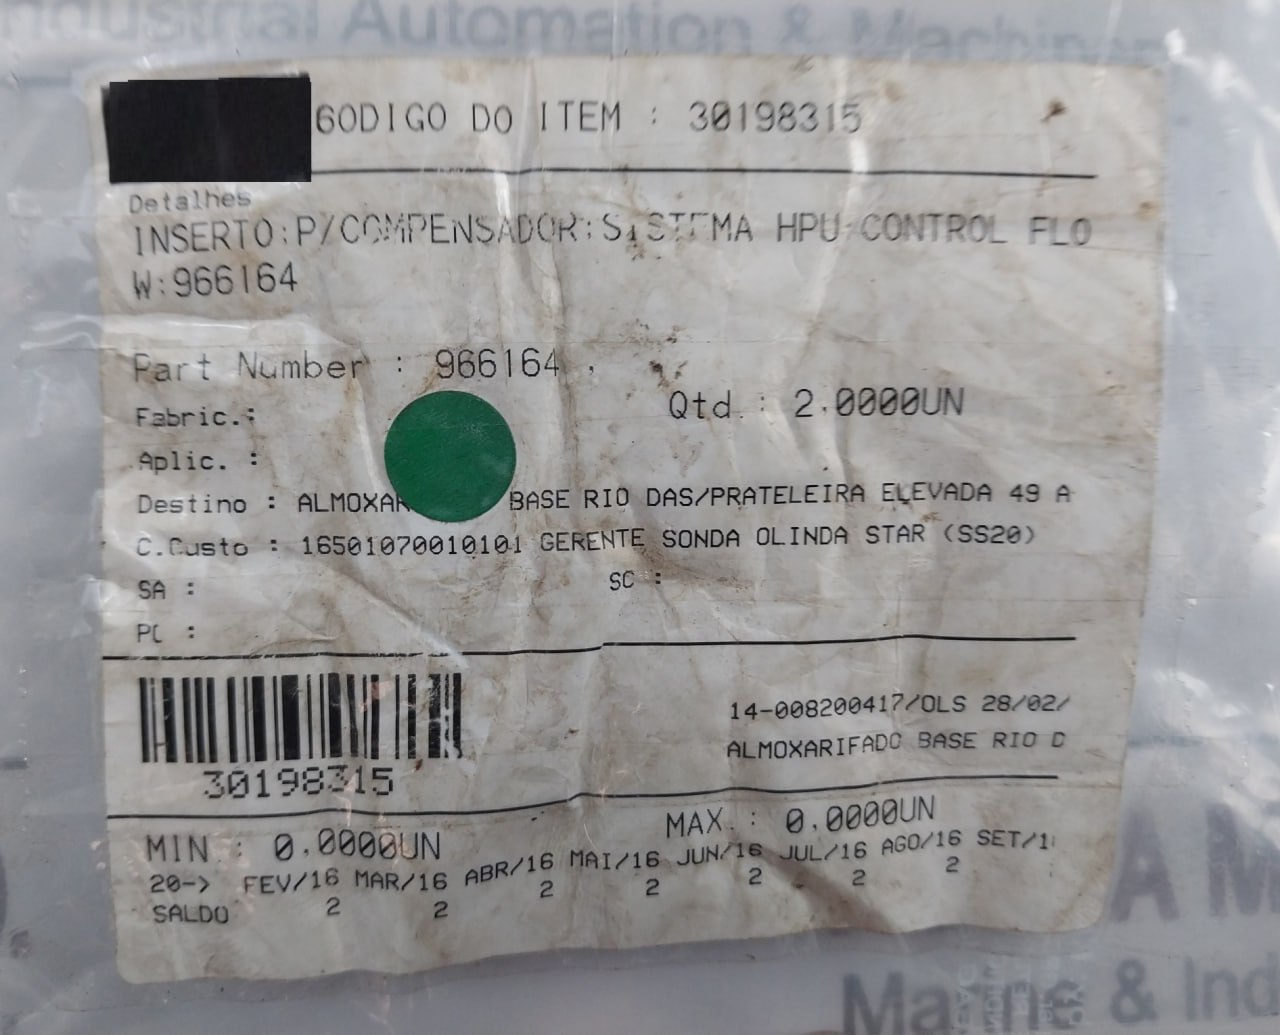 Industrial Automation & Machinery
CODIGO DO ITEM : 30198315
Detalhes
INSERTO:P/COMPENSADOR:SISTEMA HPU CONTROL FLO
W:966164
Part Number : 966164
Qtd. : 2.0000UN
Fabric.:
Aplic. :
Destino : BASE RIO DAS/PRATELEIRA ELEVADA 49 A
C.Custo : 16501070010101 GERENTE SONDA OLINDA STAR (SS20)
SA :
SC :
PC :
14-008200417/OLS 28/02/
ALMOXARIFADO BASE RIO D
30198315
MIN. : 0.0000UN
MAX. : 0.0000UN
20-> FEV/16 MAR/16 ABR/16 MAI/16 JUN/16 JUL/16 AGO/16 SET/1
SALDO 2 2 2 2 2 2 2
A M
Marine & Ind